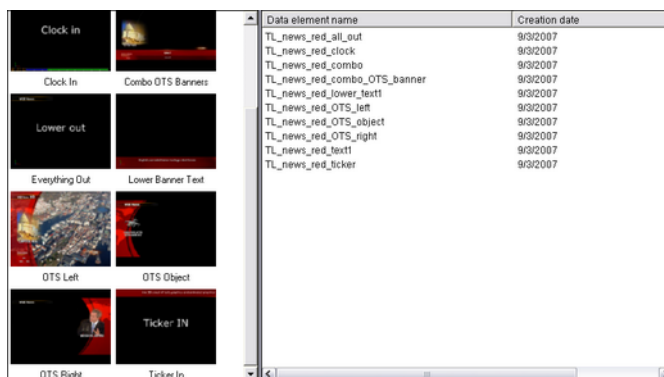 Clock in
Clock In
Combo OTS Banners
Lower out
Everything Out
Lower Banner Text
OTS Left
OTS Object
OTS Right
Ticker IN
Ticker In
Data element name Creation date
TL_news_red_all_out 9/3/2007
TL_news_red_clock 9/3/2007
TL_news_red_combo 9/3/2007
TL_news_red_combo_OTS_banner 9/3/2007
TL_news_red_lower_text1 9/3/2007
TL_news_red_OTS_left 9/3/2007
TL_news_red_OTS_object 9/3/2007
TL_news_red_OTS_right 9/3/2007
TL_news_red_text1 9/3/2007
TL_news_red_ticker 9/3/2007